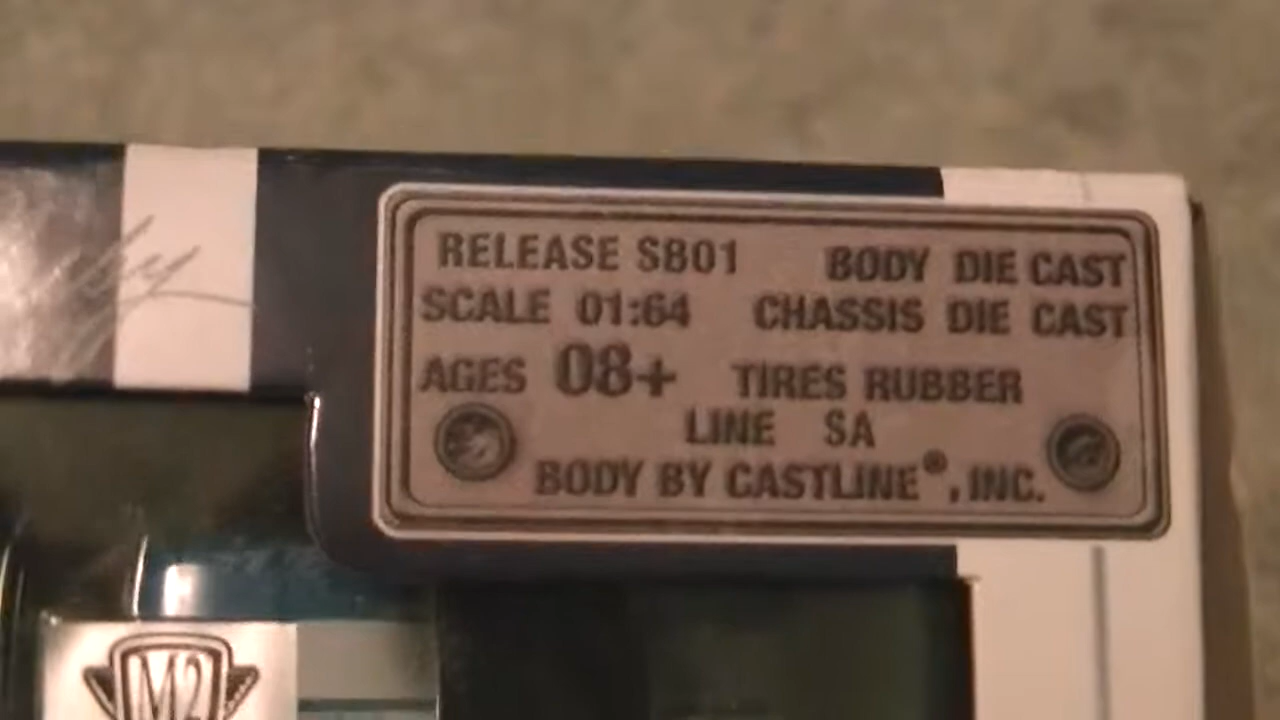 RELEASE SB01 BODY DIE CAST
SCALE 01:64 CHASSIS DIE CAST
AGES 08+ TIRES RUBBER
LINE SA
BODY BY CASTLINE®, INC.
M2